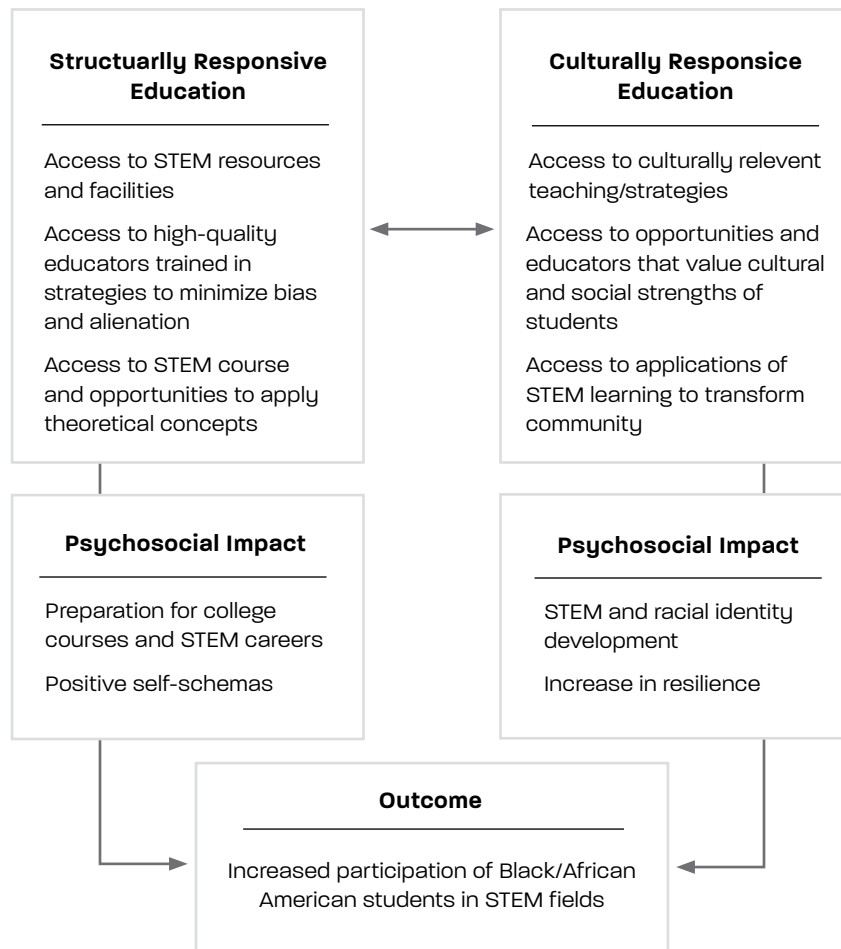 Structuarlly Responsive
Education
Access to STEM resources
and facilities
Access to high-quality
educators trained in
strategies to minimize bias
and alienation
Access to STEM course
and opportunities to apply
theoretical concepts
Culturally Responsice
Education
Access to culturally relevent
teaching/strategies
Access to opportunities and
educators that value cultural
and social strengths of
students
Access to applications of
STEM learning to transform
community
Psychosocial Impact
Preparation for college
courses and STEM careers
Positive self-schemas
Psychosocial Impact
STEM and racial identity
development
Increase in resilience
Outcome
Increased participation of Black/African
American students in STEM fields